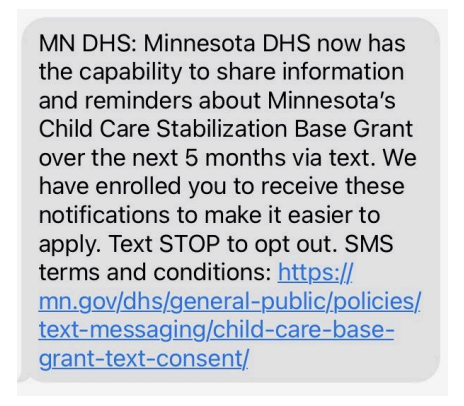 MN DHS: Minnesota DHS now has
the capability to share information
and reminders about Minnesota's
Child Care Stabilization Base Grant
over the next 5 months via text. We
have enrolled you to receive these
notifications to make it easier to
apply. Text STOP to opt out. SMS
terms and conditions: https://
mn.gov/dhs/general-public/policies/
text-messaging/child-care-base-
grant-text-consent/